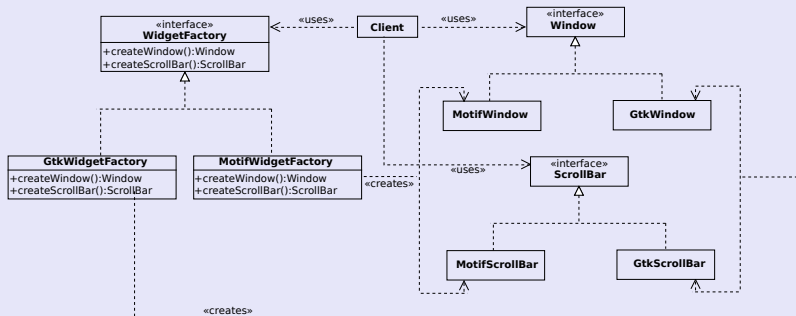 «interface»
WidgetFactory
+createWindow():Window
+createScrollBar():ScrollBar
«uses»
Client
«uses»
«interface»
Window
MotifWindow
GtkWindow
GtkWidgetFactory
+createWindow():Window
+createScrollBar():ScrollBar
MotifWidgetFactory
+createWindow():Window
+createScrollBar():ScrollBar
«creates»
«uses»
«interface»
ScrollBar
MotifScrollBar
GtkScrollBar
«creates»